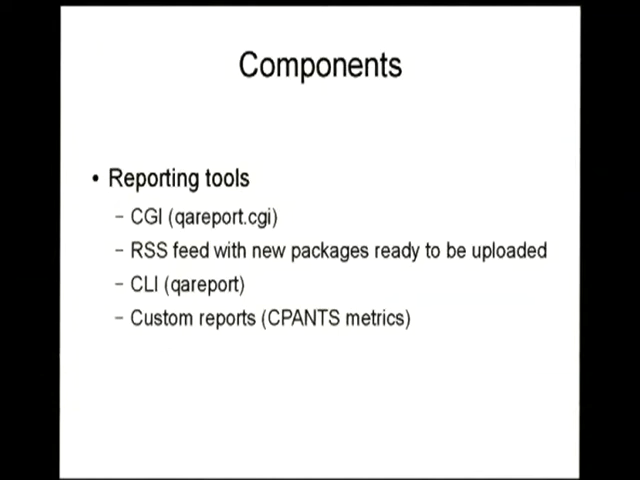 Components
• Reporting tools
– CGI (qareport.cgi)
– RSS feed with new packages ready to be uploaded
– CLI (qareport)
– Custom reports (CPANTS metrics)